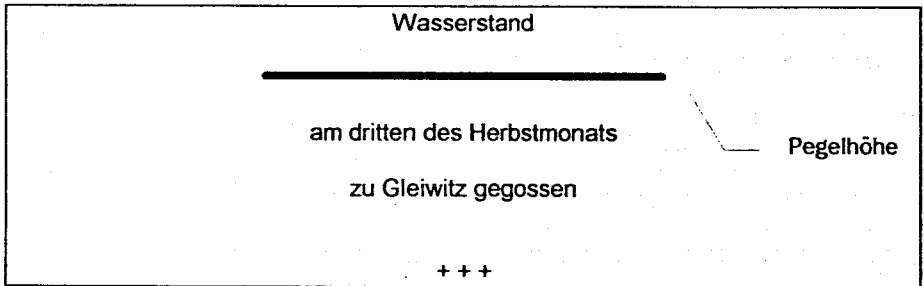 Wasserstand
am dritten des Herbstmonats
Pegelhöhe
zu Gleiwitz gegossen
+ + +